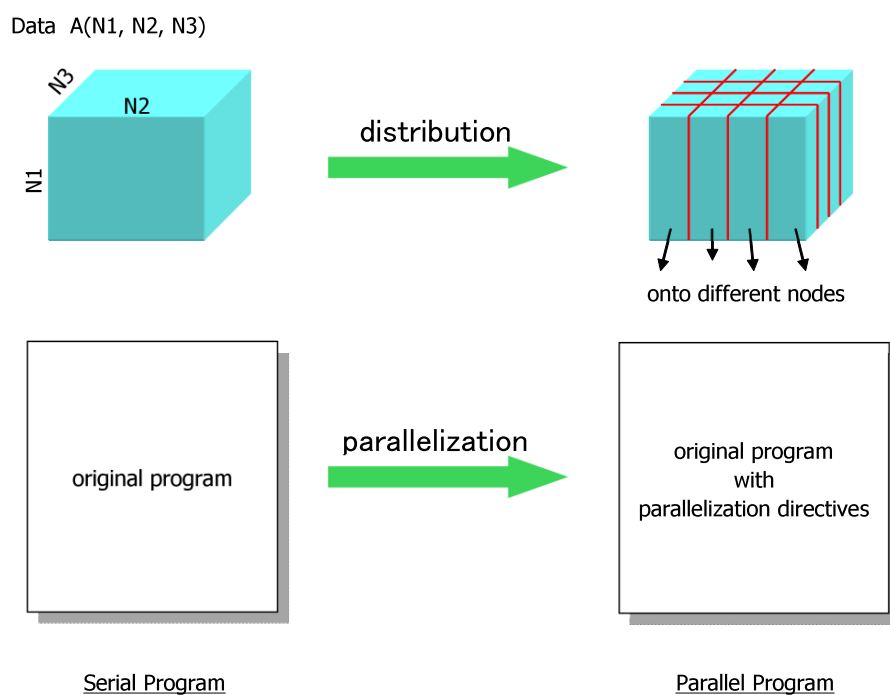 Data A(N1, N2, N3)
N3
N2
N1
distribution
onto different nodes
original program
parallelization
original program
with
parallelization directives
Serial Program
Parallel Program